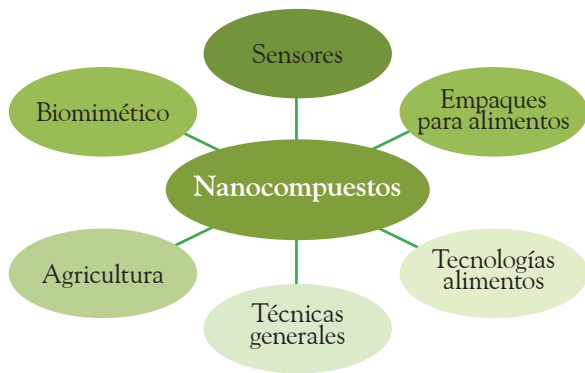 Sensores
Biomimético
Empaques
para alimentos
Nanocompuestos
Agricultura
Tecnologías
alimentos
Técnicas
generales